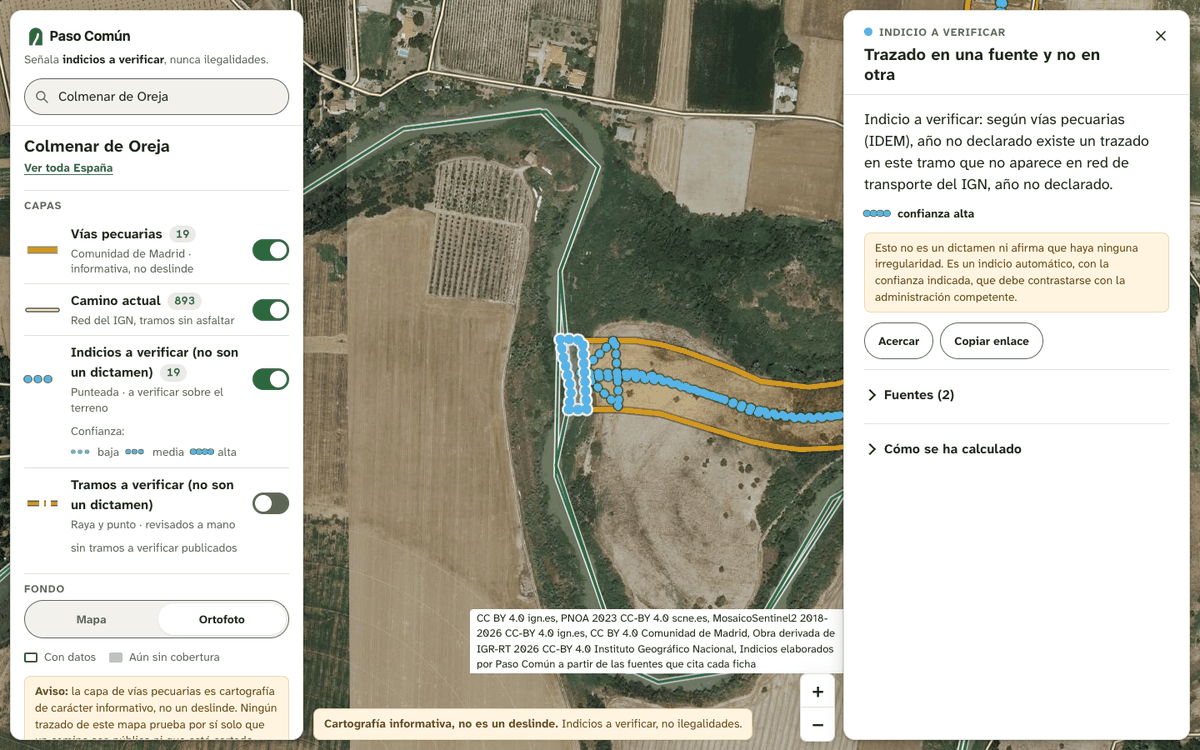 Paso Común
Señala indicios a verificar, nunca ilegalidades.
Colmenar de Oreja
Colmenar de Oreja
Ver toda España
CAPAS
Vías pecuarias 19
Comunidad de Madrid ·
informativa, no deslinde
Camino actual 893
Red del IGN, tramos sin asfaltar
Indicios a verificar (no son
un dictamen) 19
Punteada · a verificar sobre el
terreno
Confianza:
baja media alta
Tramos a verificar (no son
un dictamen)
Raya y punto · revisados a mano
sin tramos a verificar publicados
FONDO
Mapa Ortofoto
Con datos Aún sin cobertura
Aviso: la capa de vías pecuarias es cartografía
de carácter informativo, no un deslinde. Ningún
trazado de este mapa prueba por sí solo que
CC BY 4.0 ign.es, PNOA 2023 CC-BY 4.0 scne.es, MosaicoSentinel2 2018-
2026 CC-BY 4.0 ign.es, CC BY 4.0 Comunidad de Madrid, Obra derivada de
IGR-RT 2026 CC-BY 4.0 Instituto Geográfico Nacional, Indicios elaborados
por Paso Común a partir de las fuentes que cita cada ficha
Cartografía informativa, no es un deslinde. Indicios a verificar, no ilegalidades.
+
−
INDICIO A VERIFICAR
Trazado en una fuente y no en
otra
Indicio a verificar: según vías pecuarias
(IDEM), año no declarado existe un trazado
en este tramo que no aparece en red de
transporte del IGN, año no declarado.
confianza alta
Esto no es un dictamen ni afirma que haya ninguna
irregularidad. Es un indicio automático, con la
confianza indicada, que debe contrastarse con la
administración competente.
Acercar Copiar enlace
Fuentes (2)
Cómo se ha calculado